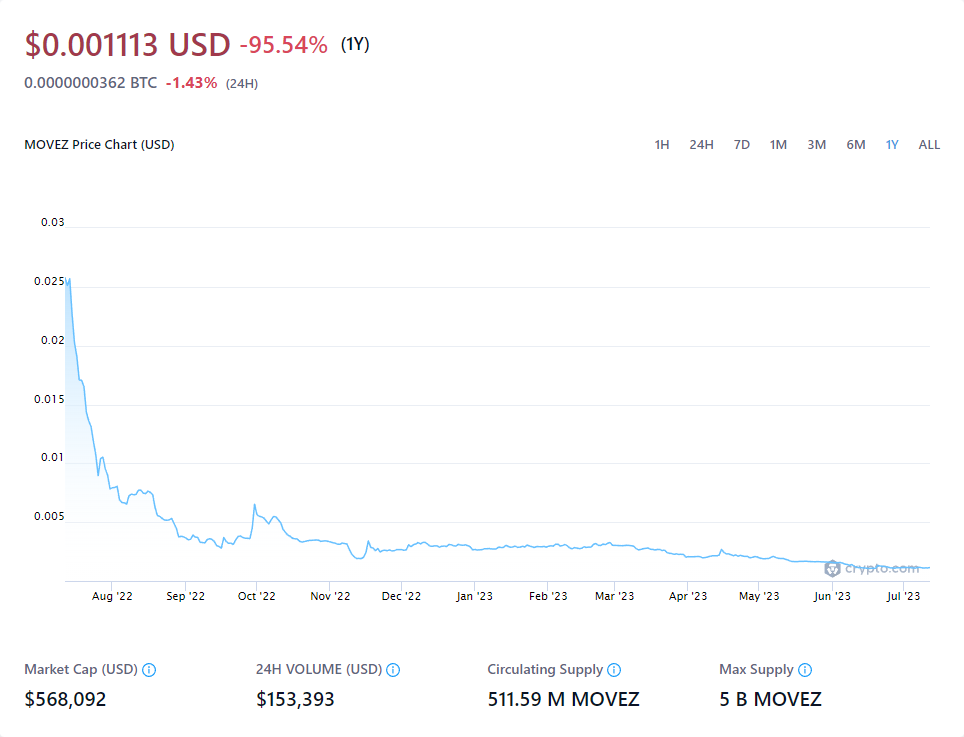 $0.001113 USD -95.54% (1Y)
0.0000000362 BTC -1.43% (24H)
MOVEZ Price Chart (USD) 1H 24H 7D 1M 3M 6M 1Y ALL
0.03
0.025
0.02
0.015
0.01
0.005
crypto.com
Aug '22 Sep '22 Oct '22 Nov '22 Dec '22 Jan '23 Feb '23 Mar '23 Apr '23 May '23 Jun '23 Jul '23
Market Cap (USD) 24H VOLUME (USD) Circulating Supply Max Supply
$568,092 $153,393 511.59 M MOVEZ 5 B MOVEZ